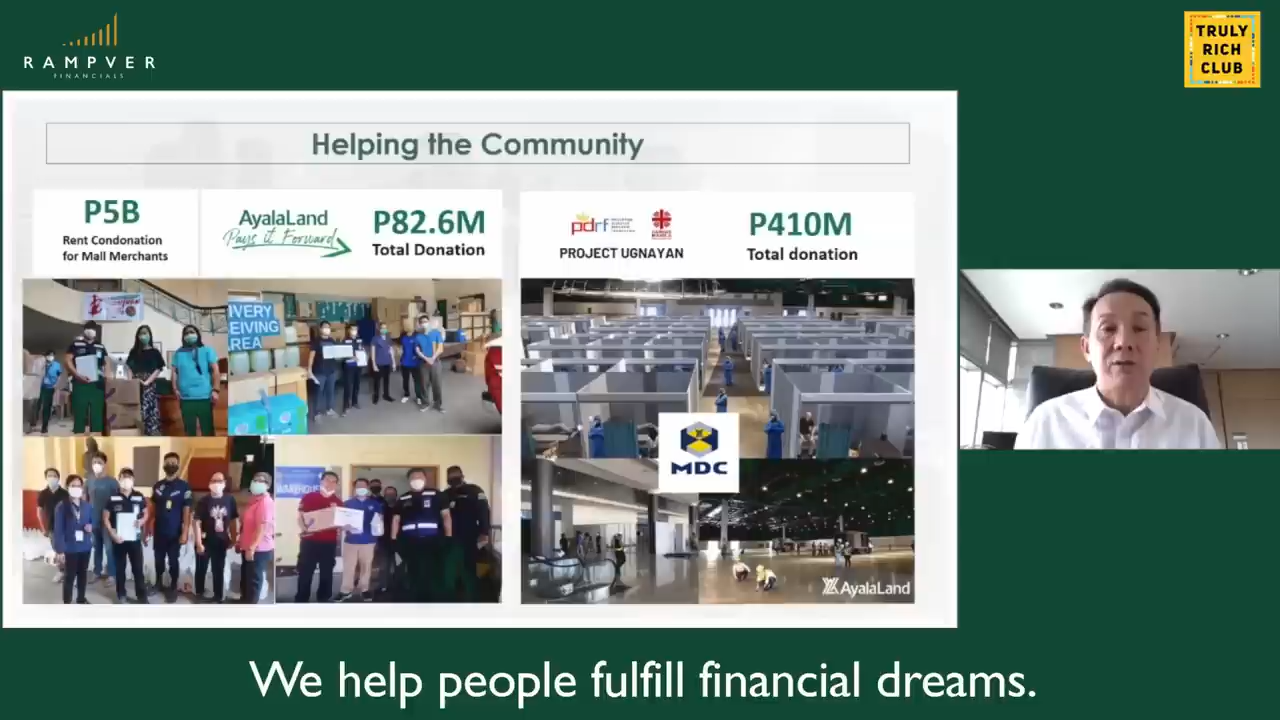 RAMPVER
FINANCIALS
TRULY
RICH
CLUB
Helping the Community
P5B
Rent Condonation
for Mall Merchants
AyalaLand
Pays it Forward
P82.6M
Total Donation
pdrf
PROJECT UGNAYAN
P410M
Total donation
MDC
AyalaLand
We help people fulfill financial dreams.